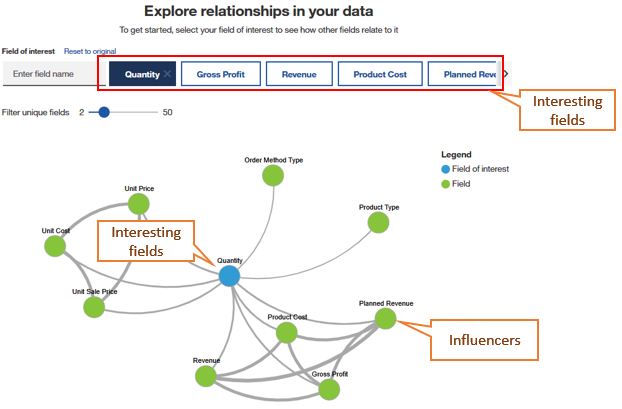 Explore relationships in your data
To get started, select your field of interest to see how other fields relate to it
Field of interest Reset to original
Enter field name Quantity × Gross Profit Revenue Product Cost Planned Reve >
Interesting
fields
Filter unique fields 2 50
Legend
Field of interest
Field
Order Method Type
Unit Price
Product Type
Unit Cost
Interesting
fields
Quantity
Unit Sale Price
Planned Revenue
Product Cost
Influencers
Revenue
Gross Profit